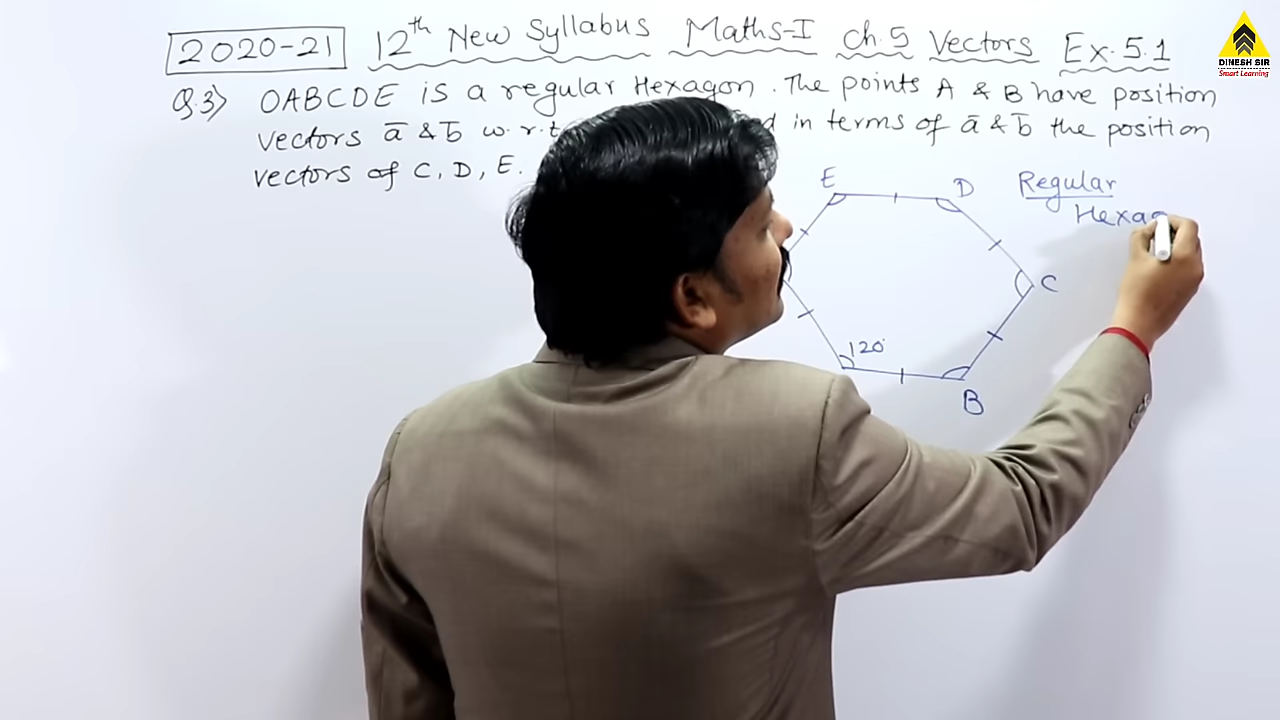 2020-21 12th New Syllabus Maths-I Ch.5 Vectors Ex.5.1
Q.3) OABCDE is a regular Hexagon. The points A & B have position
vectors a̅ & b̅ w.r.t in terms of a̅ & b̅ the position
vectors of C, D, E.
E
D
Regular
C
120°
B
DINESH SIR
Smart Learning